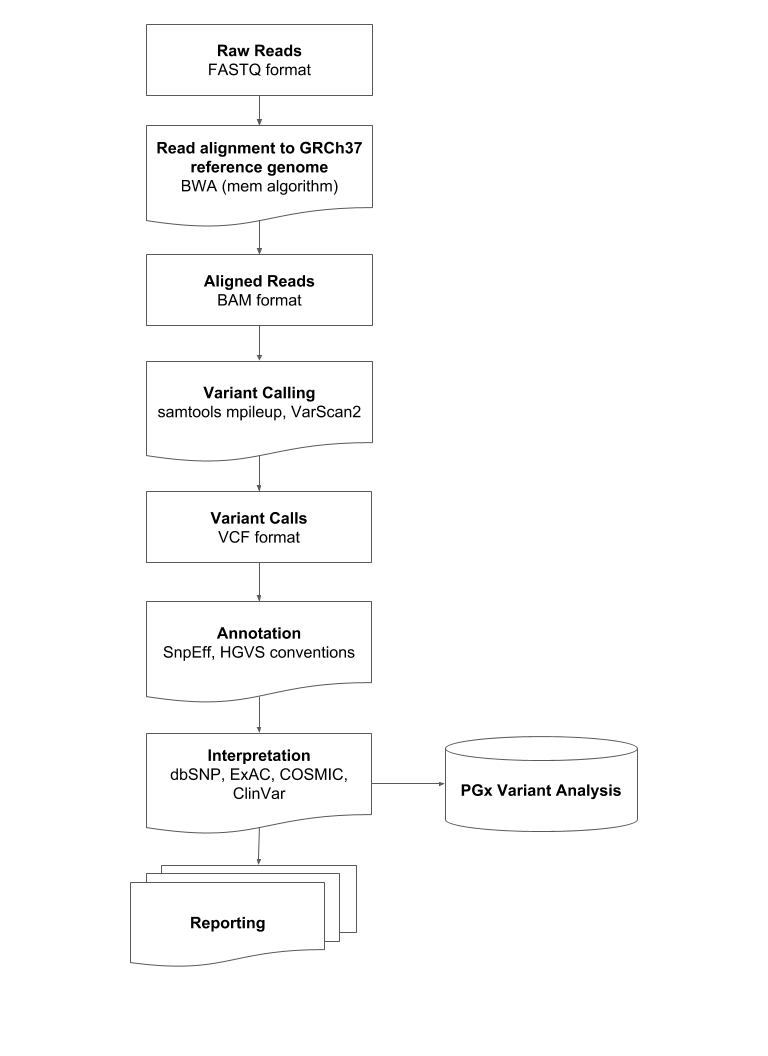 Raw Reads
FASTQ format
Read alignment to GRCh37
reference genome
BWA (mem algorithm)
Aligned Reads
BAM format
Variant Calling
samtools mpileup, VarScan2
Variant Calls
VCF format
Annotation
SnpEff, HGVS conventions
Interpretation
dbSNP, ExAC, COSMIC,
ClinVar
PGx Variant Analysis
Reporting